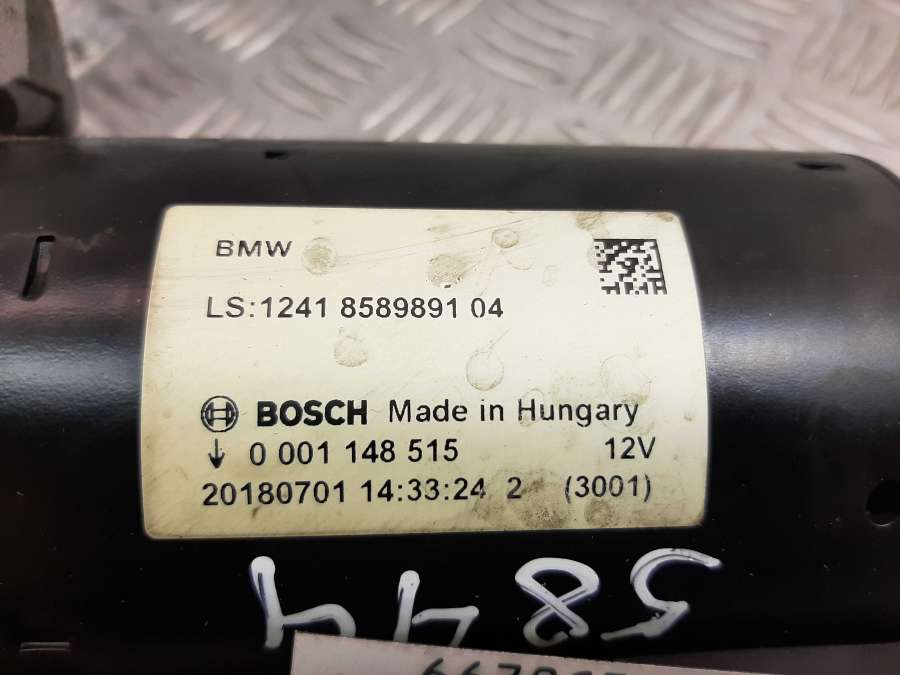 BMW
LS:1241 8589891 04
BOSCH Made in Hungary
0 001 148 515 12V
20180701 14:33:24 2 (3001)
5844